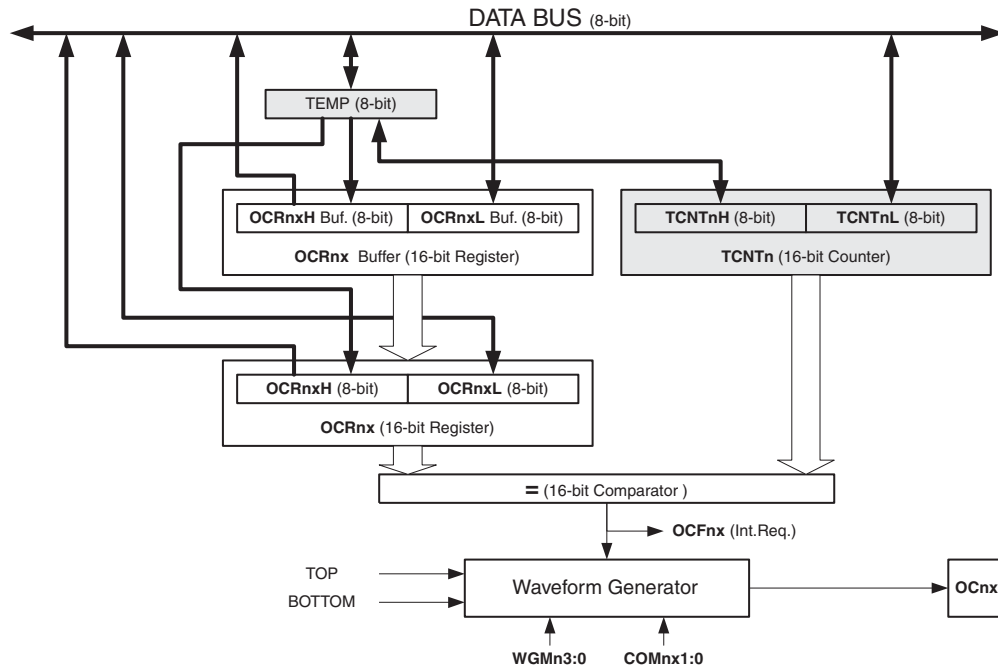 DATA BUS (8-bit)
TEMP (8-bit)
OCRnxH Buf. (8-bit) OCRnxL Buf. (8-bit)
OCRnx Buffer (16-bit Register)
TCNTnH (8-bit) TCNTnL (8-bit)
TCNTn (16-bit Counter)
OCRnxH (8-bit) OCRnxL (8-bit)
OCRnx (16-bit Register)
= (16-bit Comparator )
OCFnx (Int.Req.)
TOP
BOTTOM
Waveform Generator
OCnx
WGMn3:0 COMnx1:0